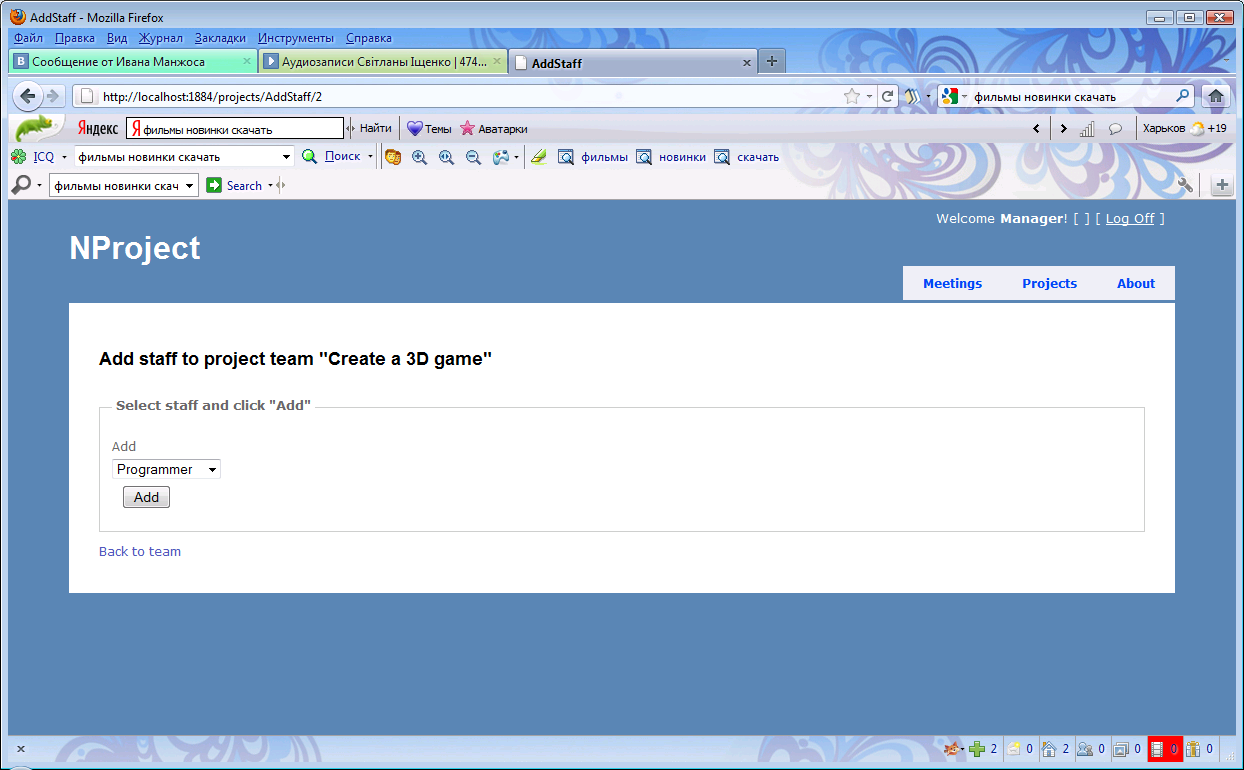 AddStaff - Mozilla Firefox
Файл Правка Вид Журнал Закладки Инструменты Справка
B Сообщение от Ивана Манжоса Аудиозаписи Світланы Іщенко | 474... AddStaff
http://localhost:1884/projects/AddStaff/2 фильмы новинки скачать
Яндекс Я фильмы новинки скачать Найти Темы Аватарки Харьков +19
ICQ фильмы новинки скачать Поиск фильмы новинки скачать
фильмы новинки скач Search
Welcome Manager! [ ] [ Log Off ]
NProject
Meetings Projects About
Add staff to project team "Create a 3D game"
Select staff and click "Add"
Add
Programmer
Add
Back to team
2 0 2 0 0 0 0